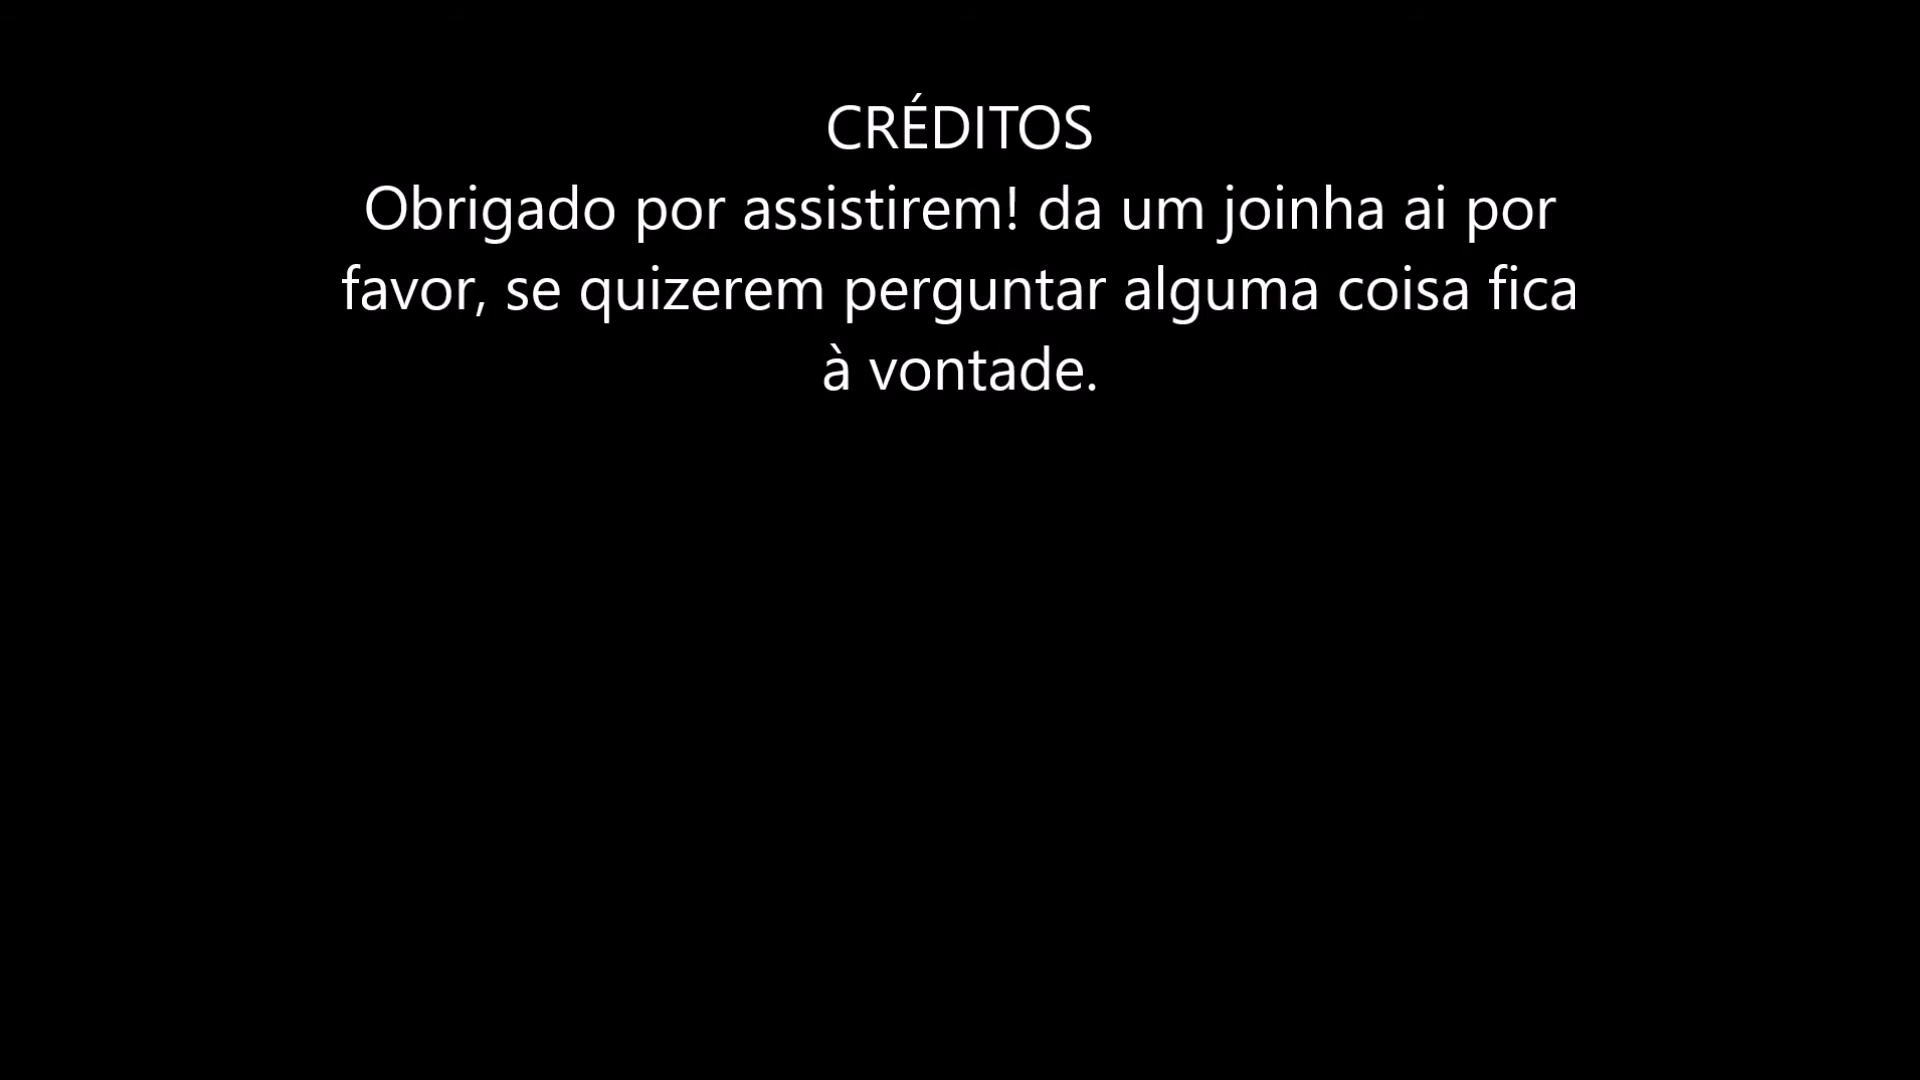 CRÉDITOS
Obrigado por assistirem! da um joinha ai por
favor, se quizerem perguntar alguma coisa fica
à vontade.